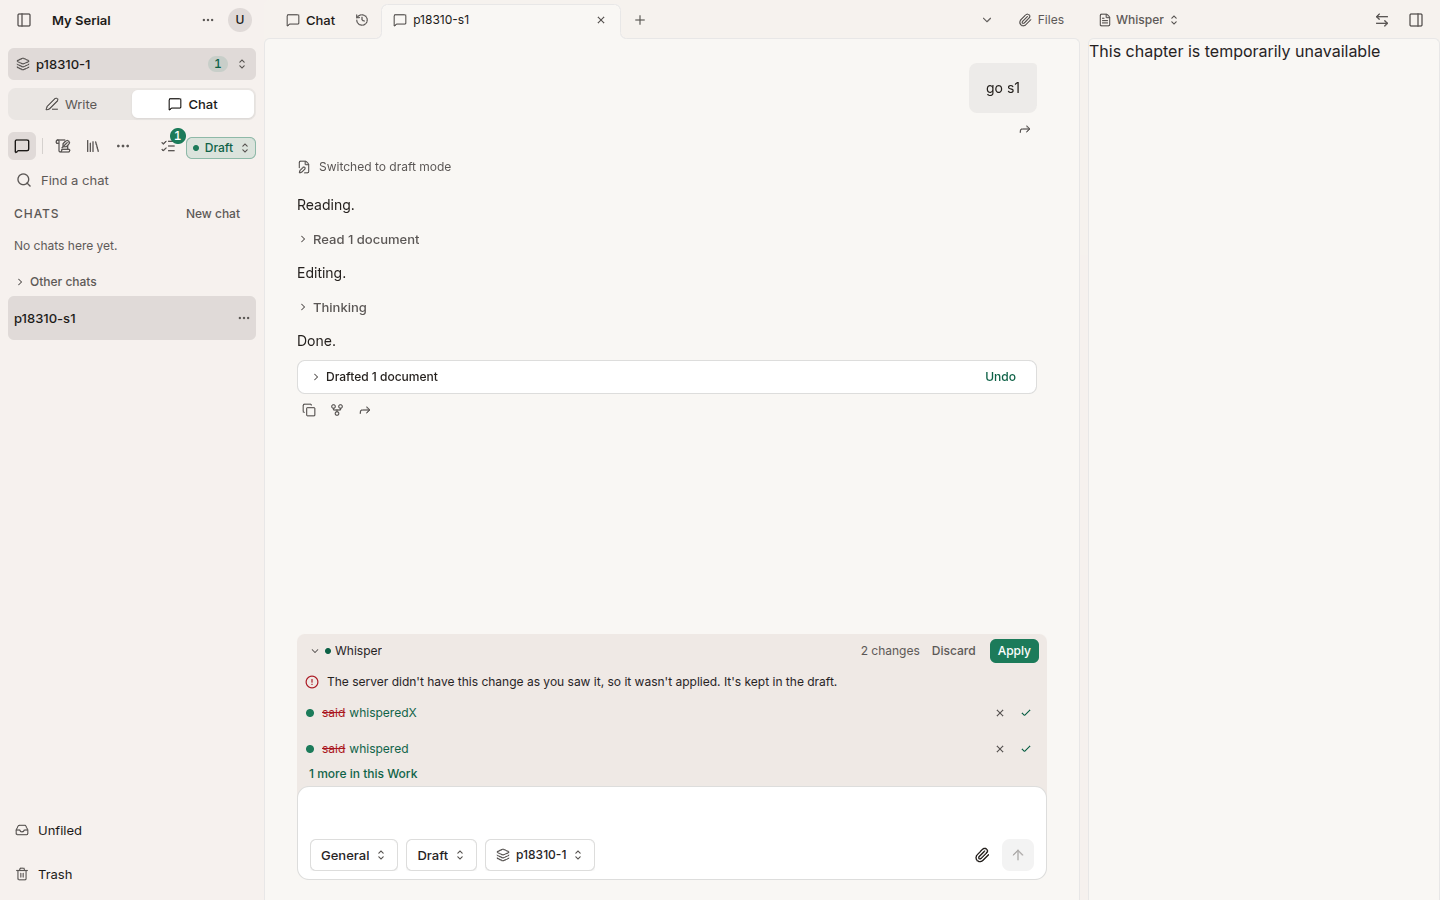 My Serial
U
p18310-1
1
Write
Chat
1
Draft
Find a chat
CHATS
New chat
No chats here yet.
Other chats
p18310-s1
Unfiled
Trash
Chat
p18310-s1
Files
go s1
Switched to draft mode
Reading.
Read 1 document
Editing.
Thinking
Done.
Drafted 1 document
Undo
Whisper
2 changes
Discard
Apply
The server didn't have this change as you saw it, so it wasn't applied. It's kept in the draft.
said whisperedX
said whispered
1 more in this Work
General
Draft
p18310-1
Whisper
This chapter is temporarily unavailable